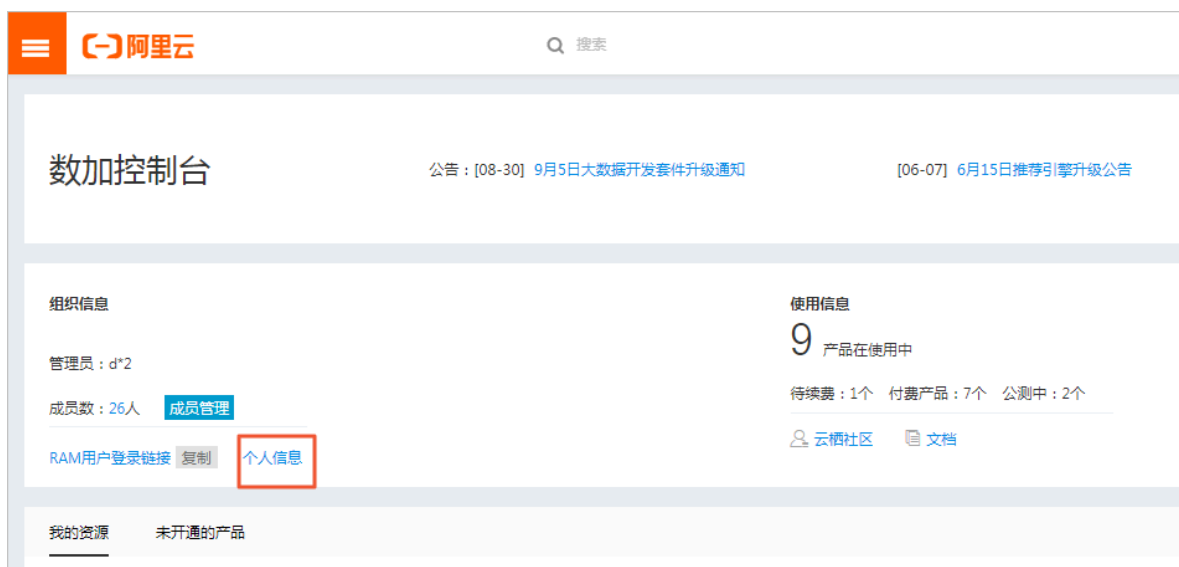 阿里云 搜索
数加控制台 公告：[08-30] 9月5日大数据开发套件升级通知 [06-07] 6月15日推荐引擎升级公告
组织信息
管理员：d*2
成员数：26人 成员管理
RAM用户登录链接 复制 个人信息
使用信息
9 产品在使用中
待续费：1个 付费产品：7个 公测中：2个
云栖社区 文档
我的资源 未开通的产品